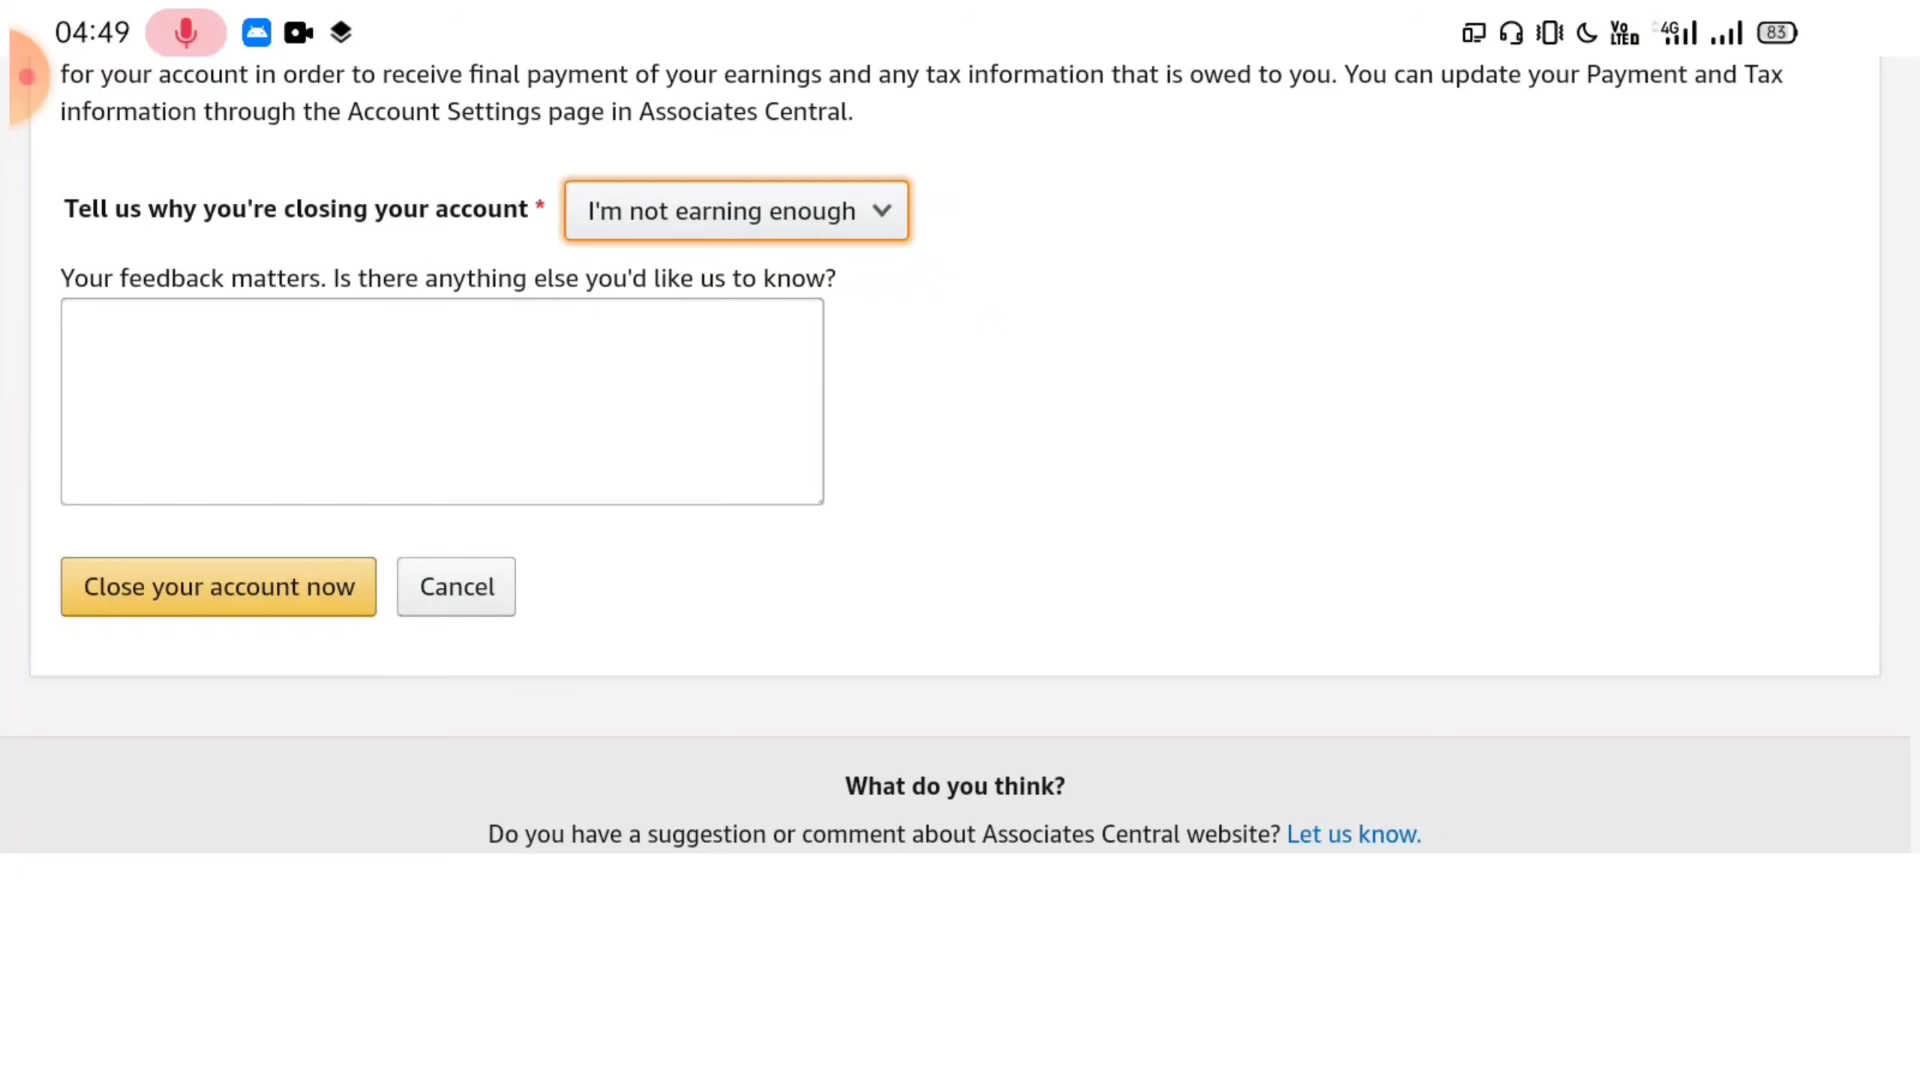 04:49 Vo LTE D 4G 83
for your account in order to receive final payment of your earnings and any tax information that is owed to you. You can update your Payment and Tax
information through the Account Settings page in Associates Central.
Tell us why you're closing your account * I'm not earning enough
Your feedback matters. Is there anything else you'd like us to know?
Close your account now Cancel
What do you think?
Do you have a suggestion or comment about Associates Central website? Let us know.